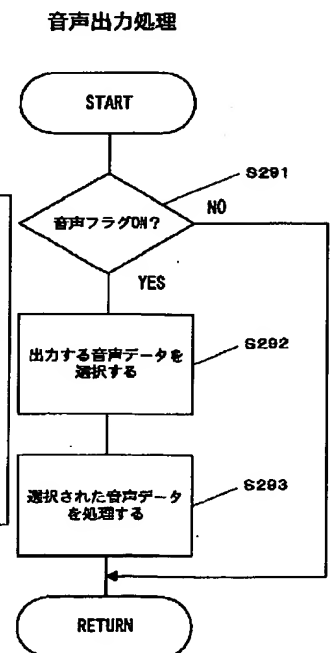 音声出力処理
START
S291
音声フラグON?
NO
YES
S292
出力する音声データを
選択する
S293
選択された音声データ
を処理する
RETURN